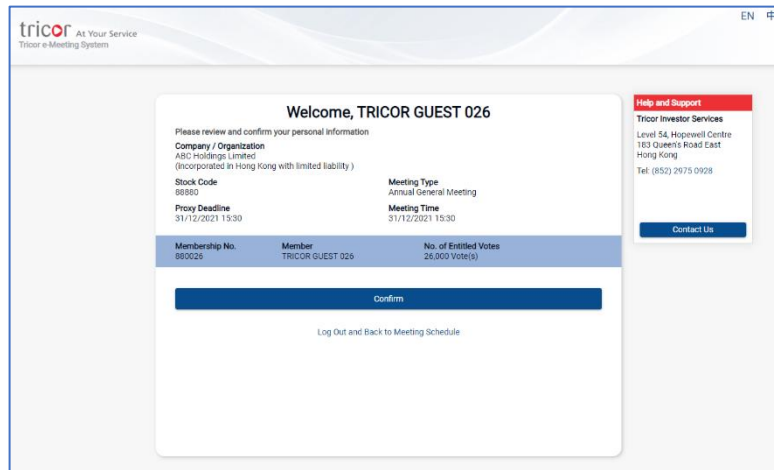 EN 中
tricor At Your Service
Tricor e-Meeting System
Welcome, TRICOR GUEST 026
Please review and confirm your personal information
Company / Organization
ABC Holdings Limited
(incorporated in Hong Kong with limited liability )
Stock Code
88880
Meeting Type
Annual General Meeting
Proxy Deadline
31/12/2021 15:30
Meeting Time
31/12/2021 15:30
Membership No.
880026
Member
TRICOR GUEST 026
No. of Entitled Votes
26,000 Vote(s)
Confirm
Log Out and Back to Meeting Schedule
Help and Support
Tricor Investor Services
Level 54, Hopewell Centre
183 Queen's Road East
Hong Kong
Tel: (852) 2975 0928
Contact Us